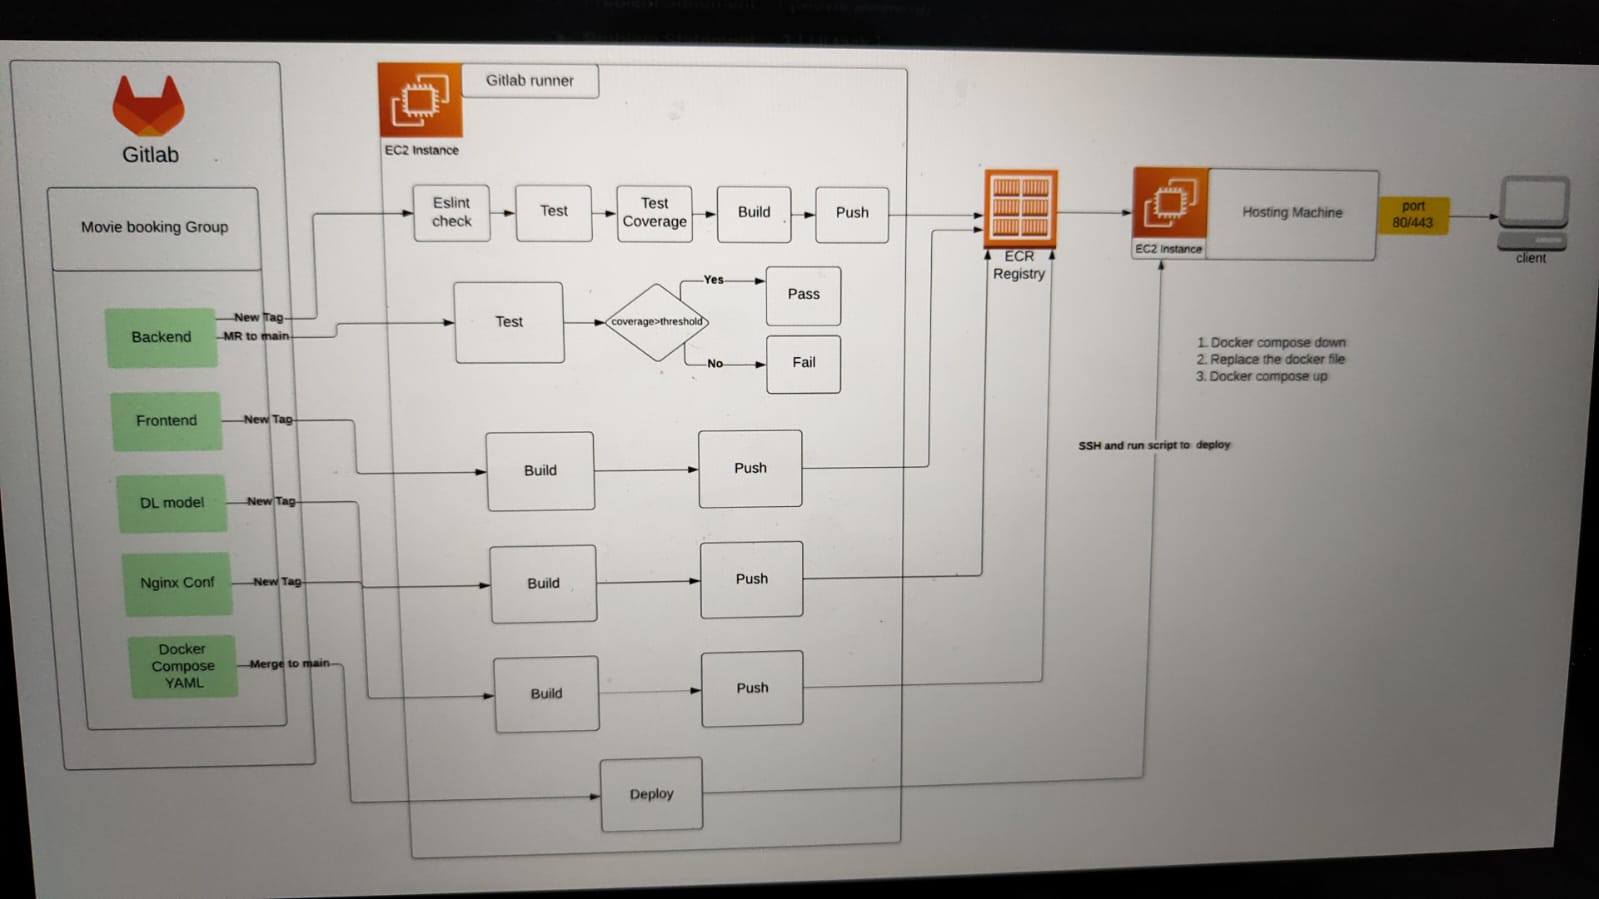 Gitlab
Movie booking Group
Backend
Frontend
DL model
Nginx Conf
Docker
Compose
YAML
New Tag
MR to main
New Tag
New Tag
New Tag
Merge to main
Gitlab runner
EC2 Instance
Eslint
check
Test
Test
Coverage
Build
Push
Test
coverage>threshold
Yes
Pass
No
Fail
Build
Push
Build
Push
Build
Push
Deploy
ECR
Registry
EC2 Instance
Hosting Machine
port
80/443
client
1. Docker compose down
2. Replace the docker file
3. Docker compose up
SSH and run script to deploy